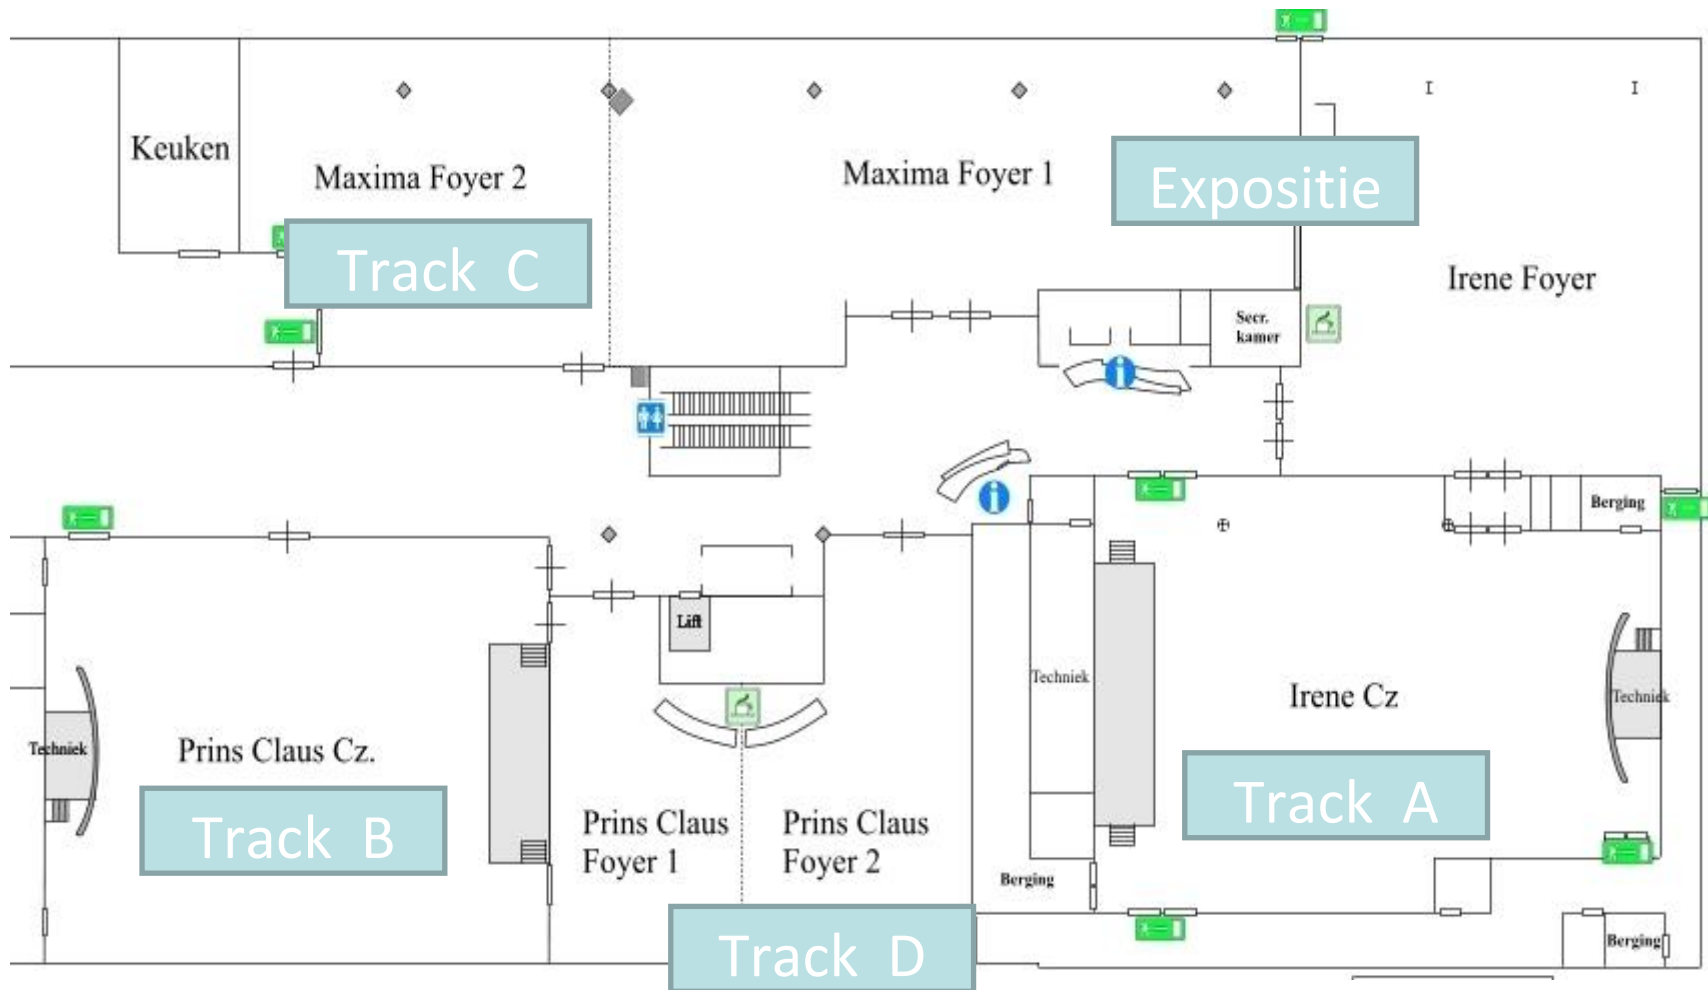 Keuken
Maxima Foyer 2
Maxima Foyer 1
Expositie
Track C
Irene Foyer
Secr.
kamer
Berging
Lift
Techniek
Irene Cz
Techniek
Techniek
Prins Claus Cz.
Track B
Prins Claus
Foyer 1
Prins Claus
Foyer 2
Track A
Berging
Track D
Berging